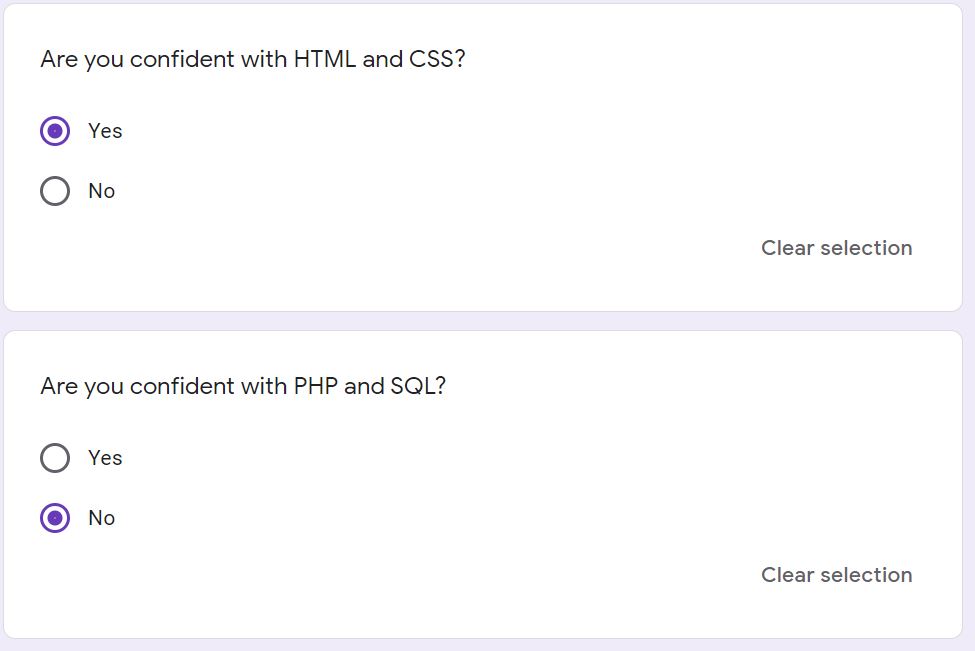 Are you confident with HTML and CSS?
Yes
No
Clear selection
Are you confident with PHP and SQL?
Yes
No
Clear selection